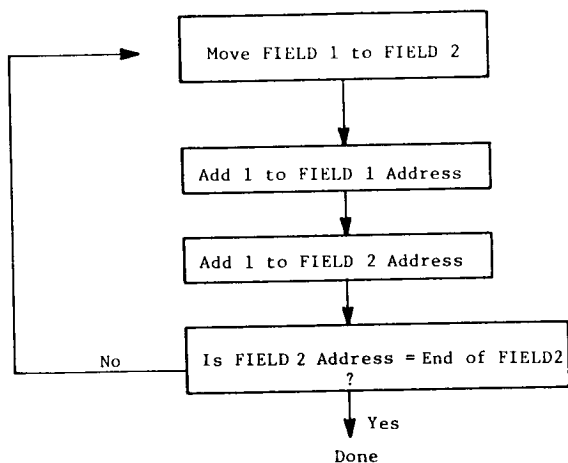 Move FIELD 1 to FIELD 2
Add 1 to FIELD 1 Address
Add 1 to FIELD 2 Address
Is FIELD 2 Address = End of FIELD2
?
No
Yes
Done